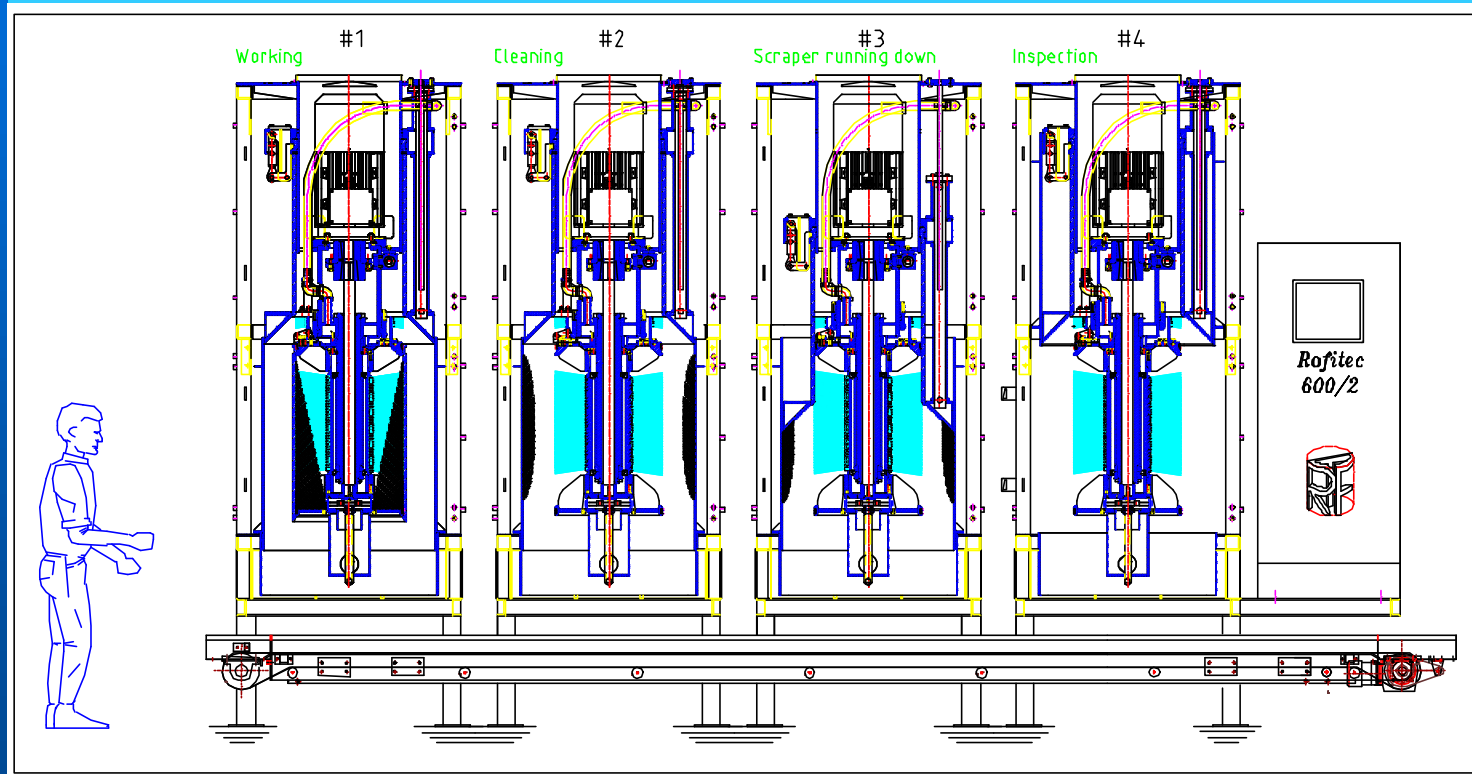 #1
Working
#2
Cleaning
#3
Scraper running down
#4
Inspection
Rofitec
600/2